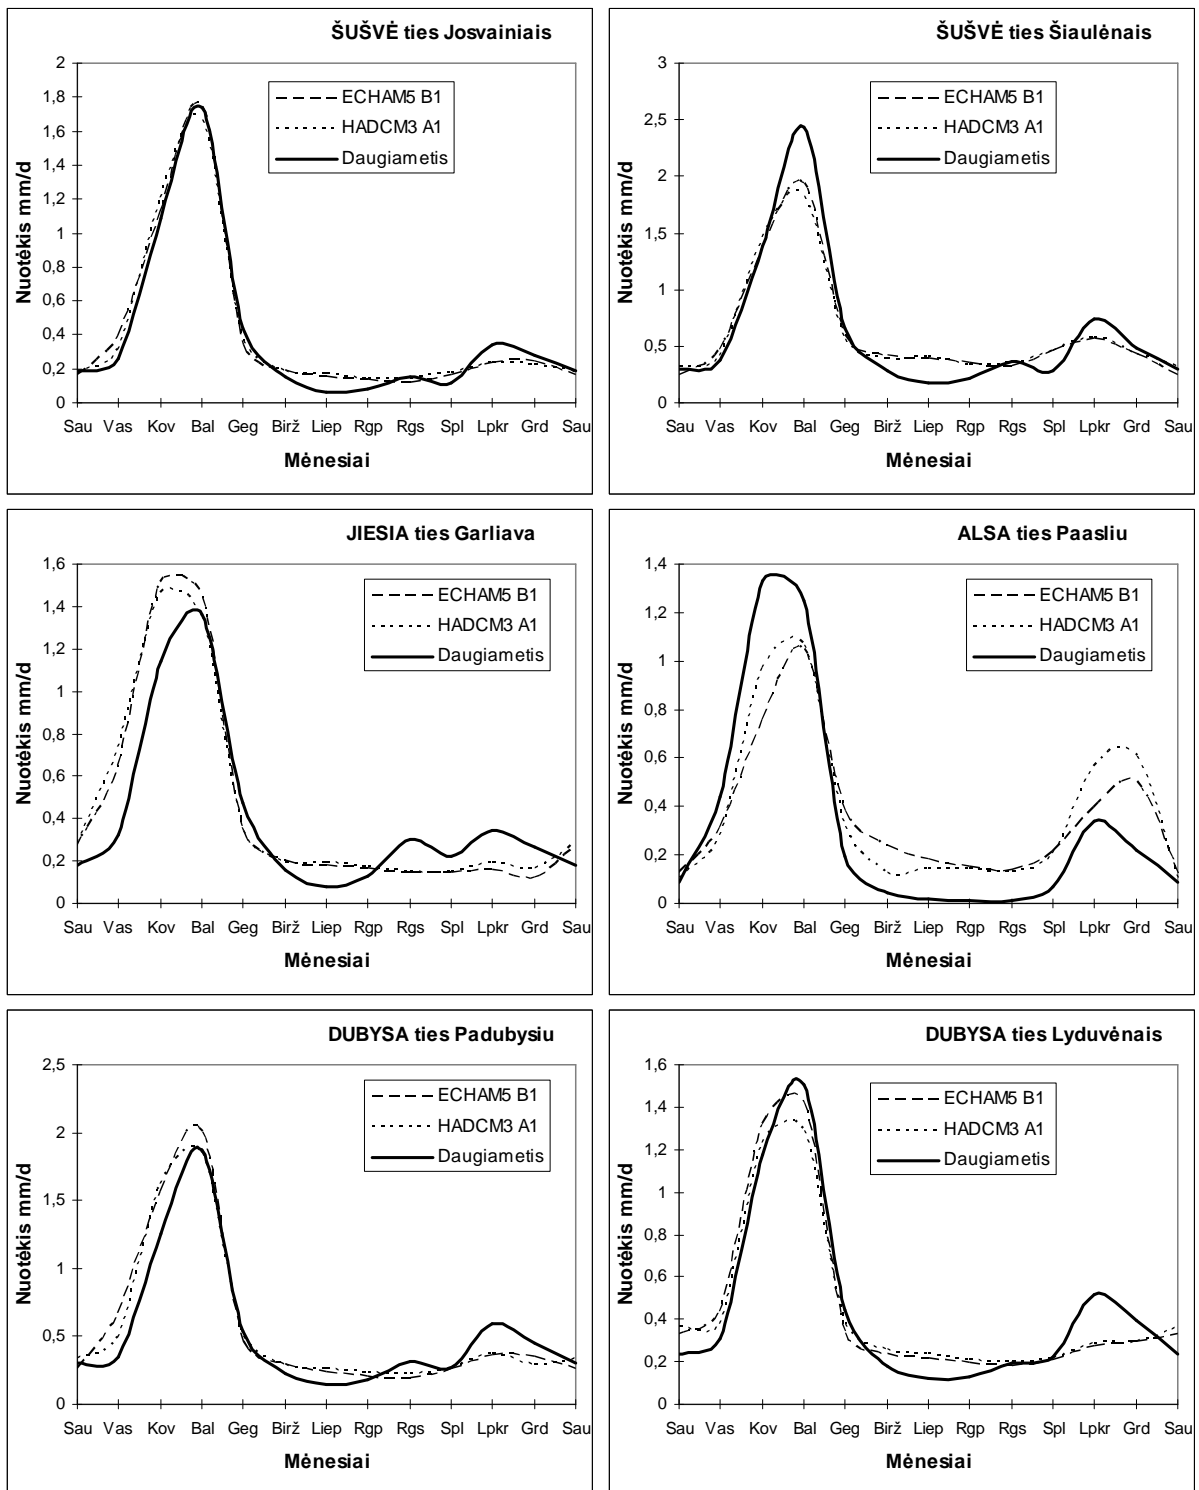 ŠUŠVĖ ties Josvainiais
2
1,8
1,6
1,4
1,2
1
0,8
0,6
0,4
0,2
0
Nuotėkis mm/d
ECHAM5 B1
HADCM3 A1
Daugiametis
Sau Vas Kov Bal Geg Birž Liep Rgp Rgs Spl Lpkr Grd Sau
Mėnesiai
ŠUŠVĖ ties Šiaulėnais
3
2,5
2
1,5
1
0,5
0
Nuotėkis mm/d
ECHAM5 B1
HADCM3 A1
Daugiametis
Sau Vas Kov Bal Geg Birž Liep Rgp Rgs Spl Lpkr Grd Sau
Mėnesiai
JIESIA ties Garliava
1,6
1,4
1,2
1
0,8
0,6
0,4
0,2
0
Nuotėkis mm/d
ECHAM5 B1
HADCM3 A1
Daugiametis
Sau Vas Kov Bal Geg Birž Liep Rgp Rgs Spl Lpkr Grd Sau
Mėnesiai
ALSA ties Paasliu
1,4
1,2
1
0,8
0,6
0,4
0,2
0
Nuotėkis mm/d
ECHAM5 B1
HADCM3 A1
Daugiametis
Sau Vas Kov Bal Geg Birž Liep Rgp Rgs Spl Lpkr Grd Sau
Mėnesiai
DUBYSA ties Padubysiu
2,5
2
1,5
1
0,5
0
Nuotėkis mm/d
ECHAM5 B1
HADCM3 A1
Daugiametis
Sau Vas Kov Bal Geg Birž Liep Rgp Rgs Spl Lpkr Grd Sau
Mėnesiai
DUBYSA ties Lyduvėnais
1,6
1,4
1,2
1
0,8
0,6
0,4
0,2
0
Nuotėkis mm/d
ECHAM5 B1
HADCM3 A1
Daugiametis
Sau Vas Kov Bal Geg Birž Liep Rgp Rgs Spl Lpkr Grd Sau
Mėnesiai